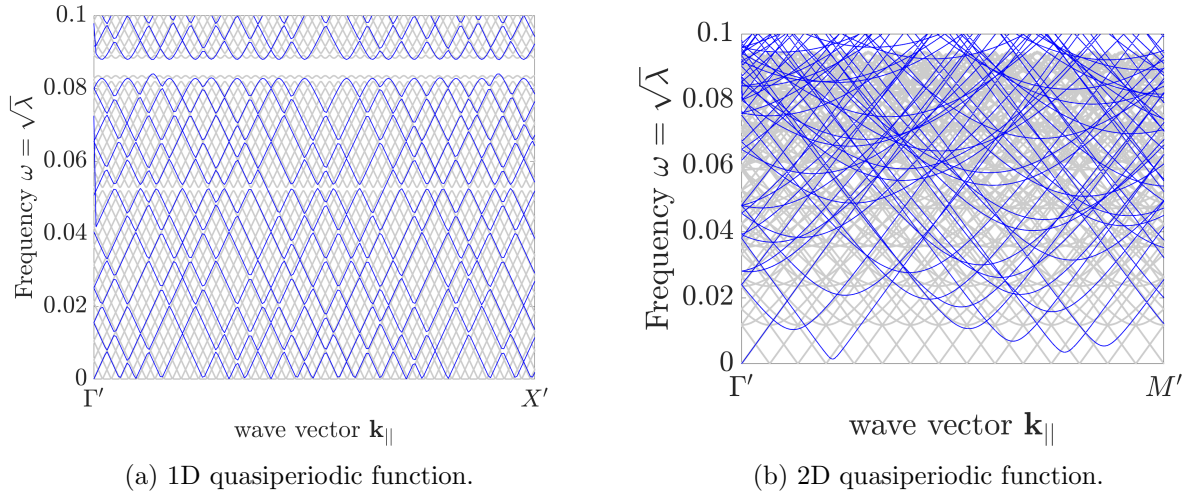 0.1
0.08
0.06
0.04
0.02
0
Frequency ω = √λ
Γ′
X′
wave vector k||
(a) 1D quasiperiodic function.
0.1
0.08
0.06
0.04
0.02
0
Frequency ω = √λ
Γ′
M′
wave vector k||
(b) 2D quasiperiodic function.